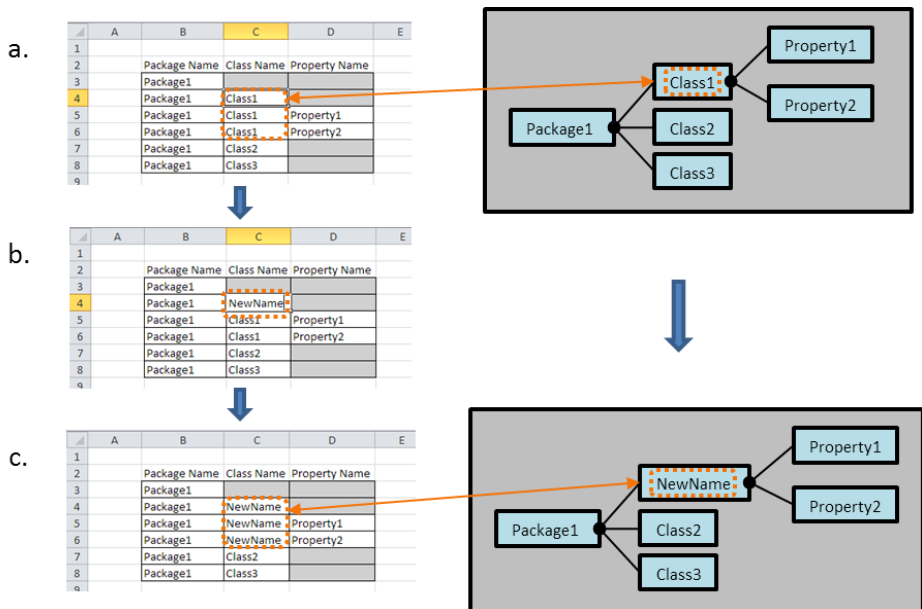 a.
A B C D E
1
2 Package Name Class Name Property Name
3 Package1
4 Package1 Class1
5 Package1 Class1 Property1
6 Package1 Class1 Property2
7 Package1 Class2
8 Package1 Class3
9
Property1
Class1
Property2
Package1
Class2
Class3
b.
A B C D E
1
2 Package Name Class Name Property Name
3 Package1
4 Package1 NewName
5 Package1 Class1 Property1
6 Package1 Class1 Property2
7 Package1 Class2
8 Package1 Class3
9
c.
A B C D E
1
2 Package Name Class Name Property Name
3 Package1
4 Package1 NewName
5 Package1 NewName Property1
6 Package1 NewName Property2
7 Package1 Class2
8 Package1 Class3
9
Property1
NewName
Property2
Package1
Class2
Class3